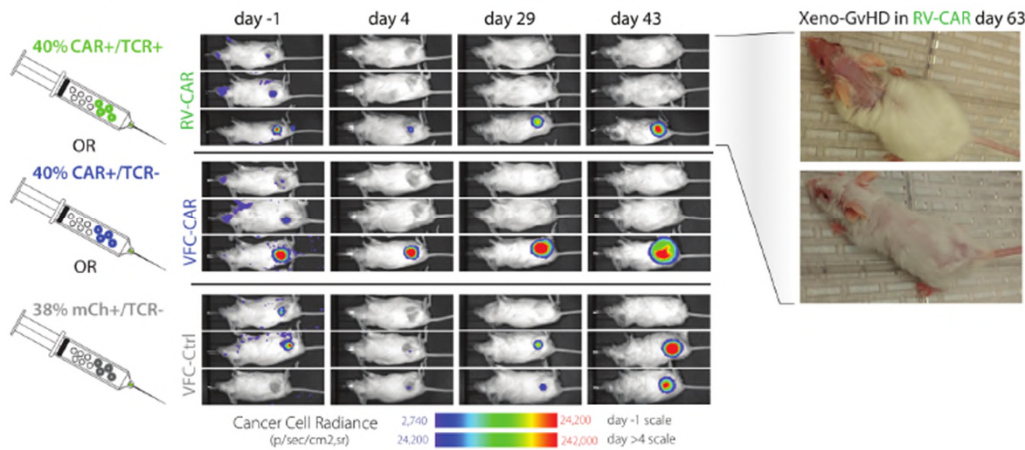 day -1 day 4 day 29 day 43
Xeno-GvHD in RV-CAR day 63
40% CAR+/TCR+
RV-CAR
OR
40% CAR+/TCR-
VFC-CAR
OR
38% mCh+/TCR-
VFC-Ctrl
Cancer Cell Radiance
(p/sec/cm2,sr)
2,740 24,200 day -1 scale
24,200 242,000 day >4 scale